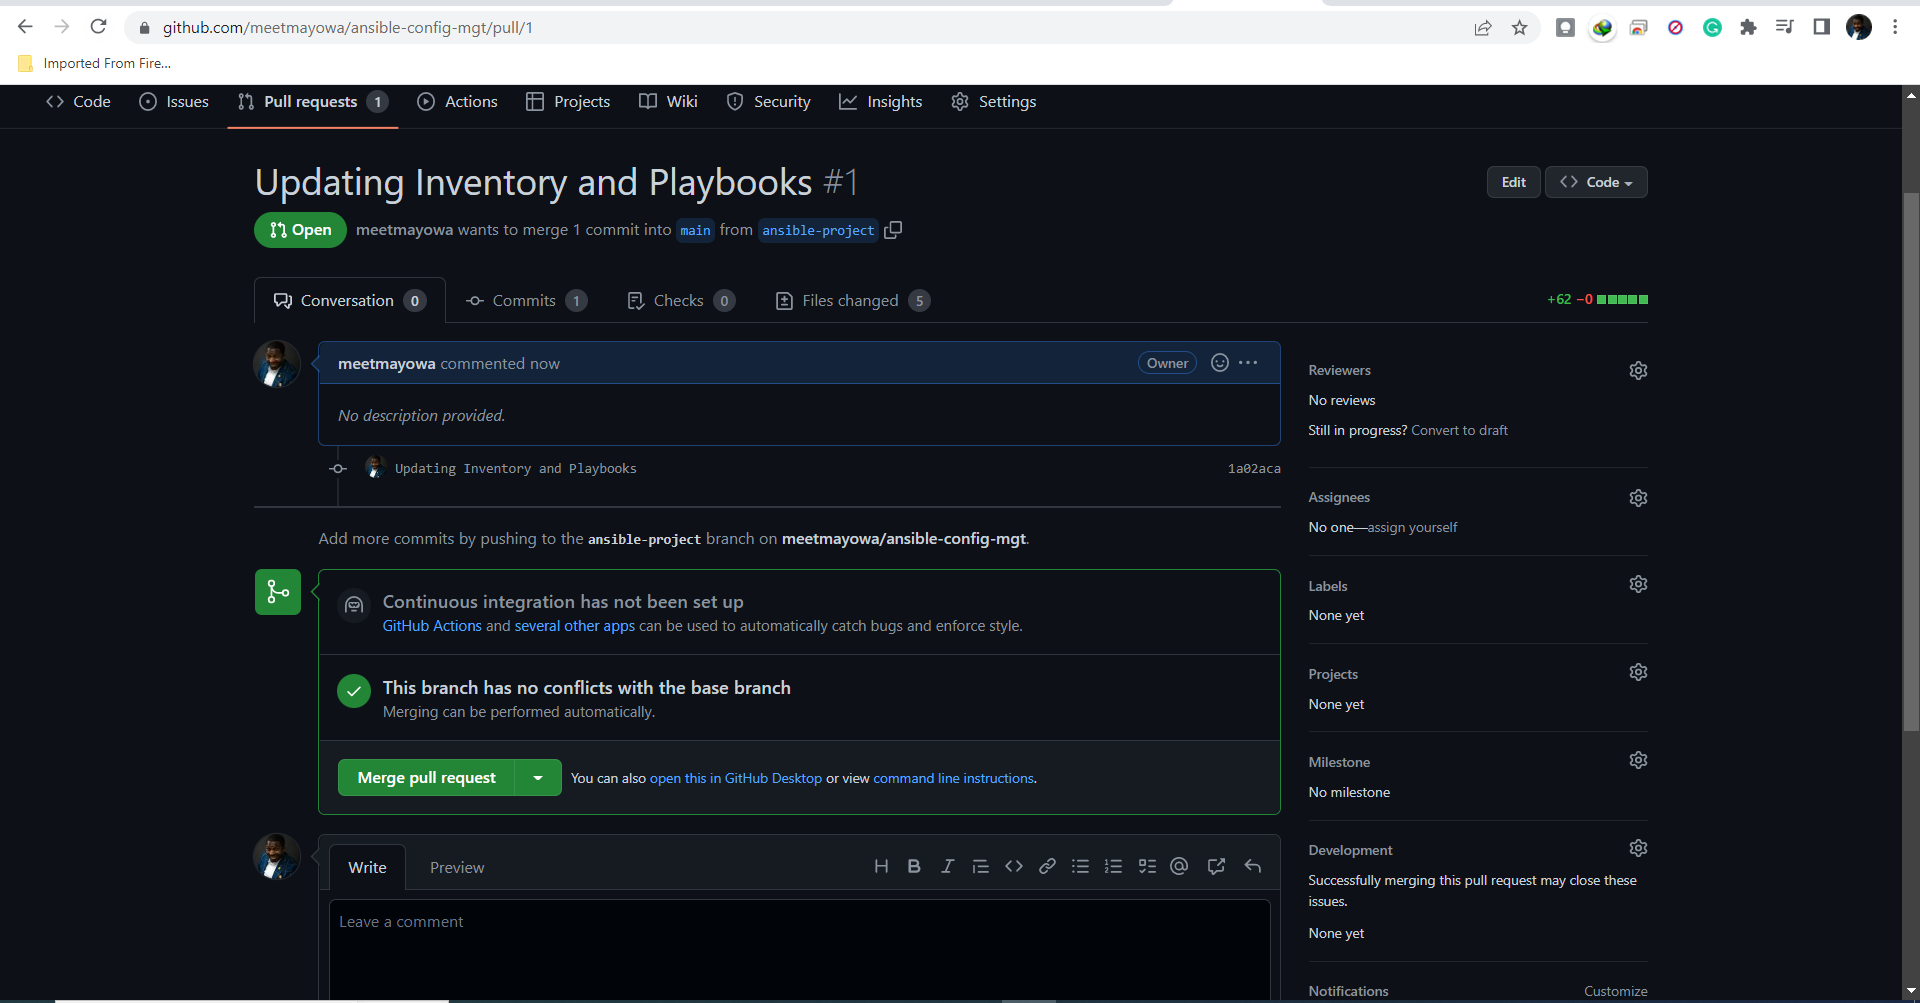 github.com/meetmayowa/ansible-config-mgt/pull/1
Imported From Fire...
Code Issues Pull requests 1 Actions Projects Wiki Security Insights Settings
Updating Inventory and Playbooks #1
Edit Code
Open meetmayowa wants to merge 1 commit into main from ansible-project
Conversation 0 Commits 1 Checks 0 Files changed 5
+62 −0
meetmayowa commented now
Owner
No description provided.
Updating Inventory and Playbooks 1a02aca
Add more commits by pushing to the ansible-project branch on meetmayowa/ansible-config-mgt.
Continuous integration has not been set up
GitHub Actions and several other apps can be used to automatically catch bugs and enforce style.
This branch has no conflicts with the base branch
Merging can be performed automatically.
Merge pull request You can also open this in GitHub Desktop or view command line instructions.
Write Preview
Leave a comment
Reviewers
No reviews
Still in progress? Convert to draft
Assignees
No one—assign yourself
Labels
None yet
Projects
None yet
Milestone
No milestone
Development
Successfully merging this pull request may close these
issues.
None yet
Notifications Customize